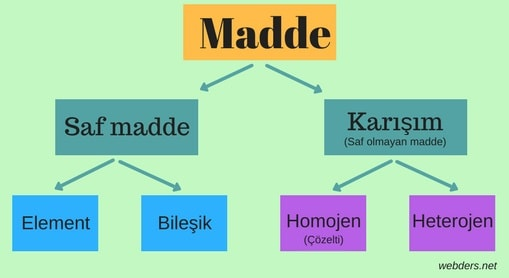 Madde
Saf madde
Karışım
(Saf olmayan madde)
Element
Bileşik
Homojen
(Çözelti)
Heterojen
webders.net